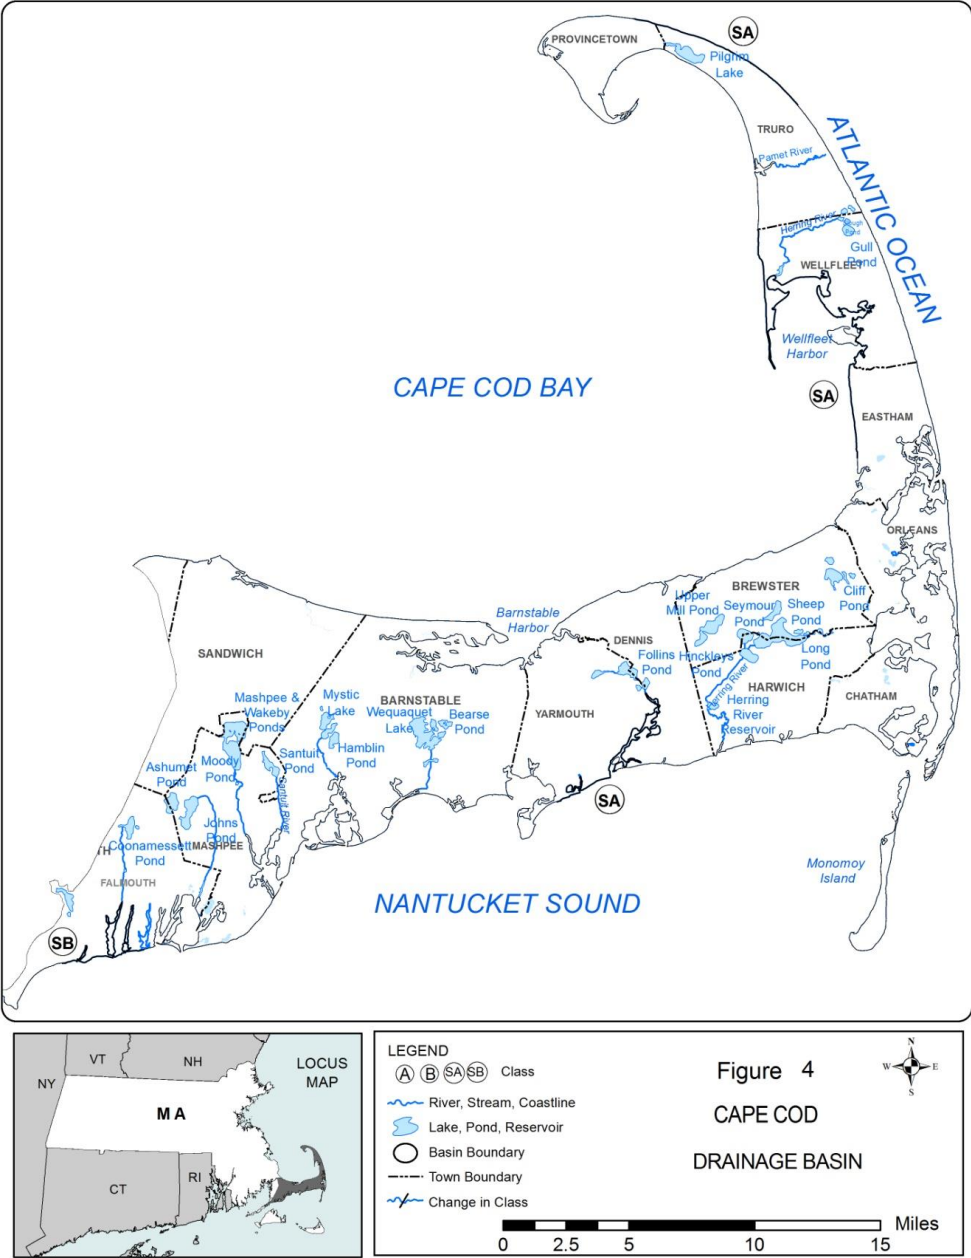 PROVINCETOWN
SA
Pilgrim
Lake
TRURO
Pamet River
ATLANTIC OCEAN
Herring River
Gull
Pond
WELLFLEET
Wellfleet
Harbor
CAPE COD BAY
SA
EASTHAM
ORLEANS
BREWSTER
Cliff
Pond
Upper
Mill Pond
Seymour
Pond
Sheep
Pond
Long
Pond
Barnstable
Harbor
DENNIS
Follins
Pond
Hinckleys
Pond
Herring River
HARWICH
Herring
River
Reservoir
CHATHAM
SANDWICH
Mashpee &
Wakeby
Ponds
Mystic
Lake
BARNSTABLE
Wequaquet
Lake
Bearse
Pond
YARMOUTH
Hamblin
Pond
Santuit
Pond
Santuit River
Ashumet
Pond
Moody
Pond
Johns
Pond
MASHPEE
Coonamessett
Pond
TH
FALMOUTH
SA
Monomoy
Island
NANTUCKET SOUND
SB
NY
VT
NH
LOCUS
MAP
MA
CT
RI
LEGEND
A B SA SB Class
River, Stream, Coastline
Lake, Pond, Reservoir
Basin Boundary
Town Boundary
Change in Class
Figure 4
CAPE COD
DRAINAGE BASIN
N
W E
S
Miles
0 2.5 5 10 15